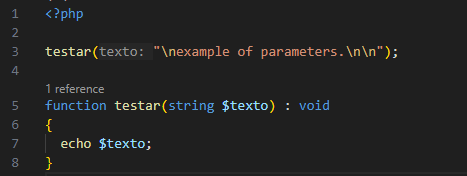 1 <?php
2
3 testar(texto: "\nexample of parameters.\n\n");
4
1 reference
5 function testar(string $texto) : void
6 {
7 echo $texto;
8 }